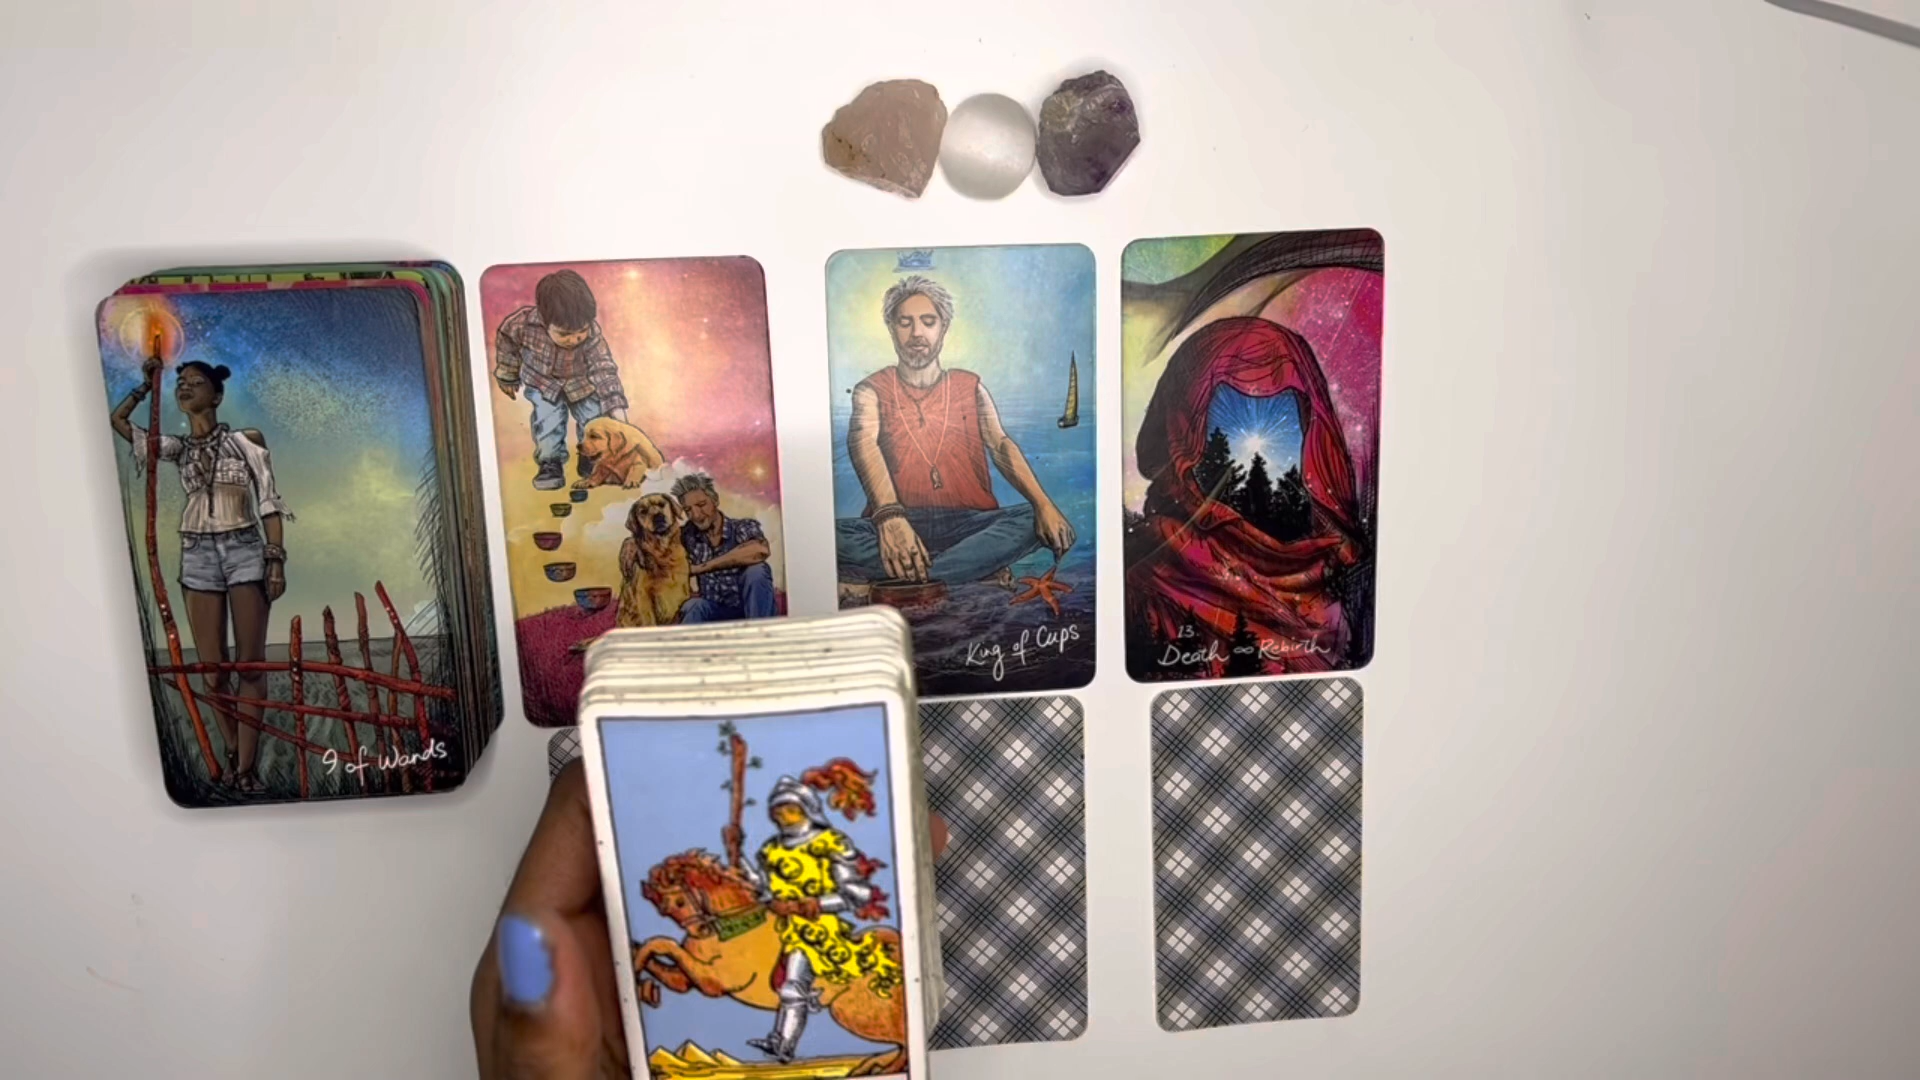 9 of Wands
King of Cups
13.
Death ∞ Rebirth